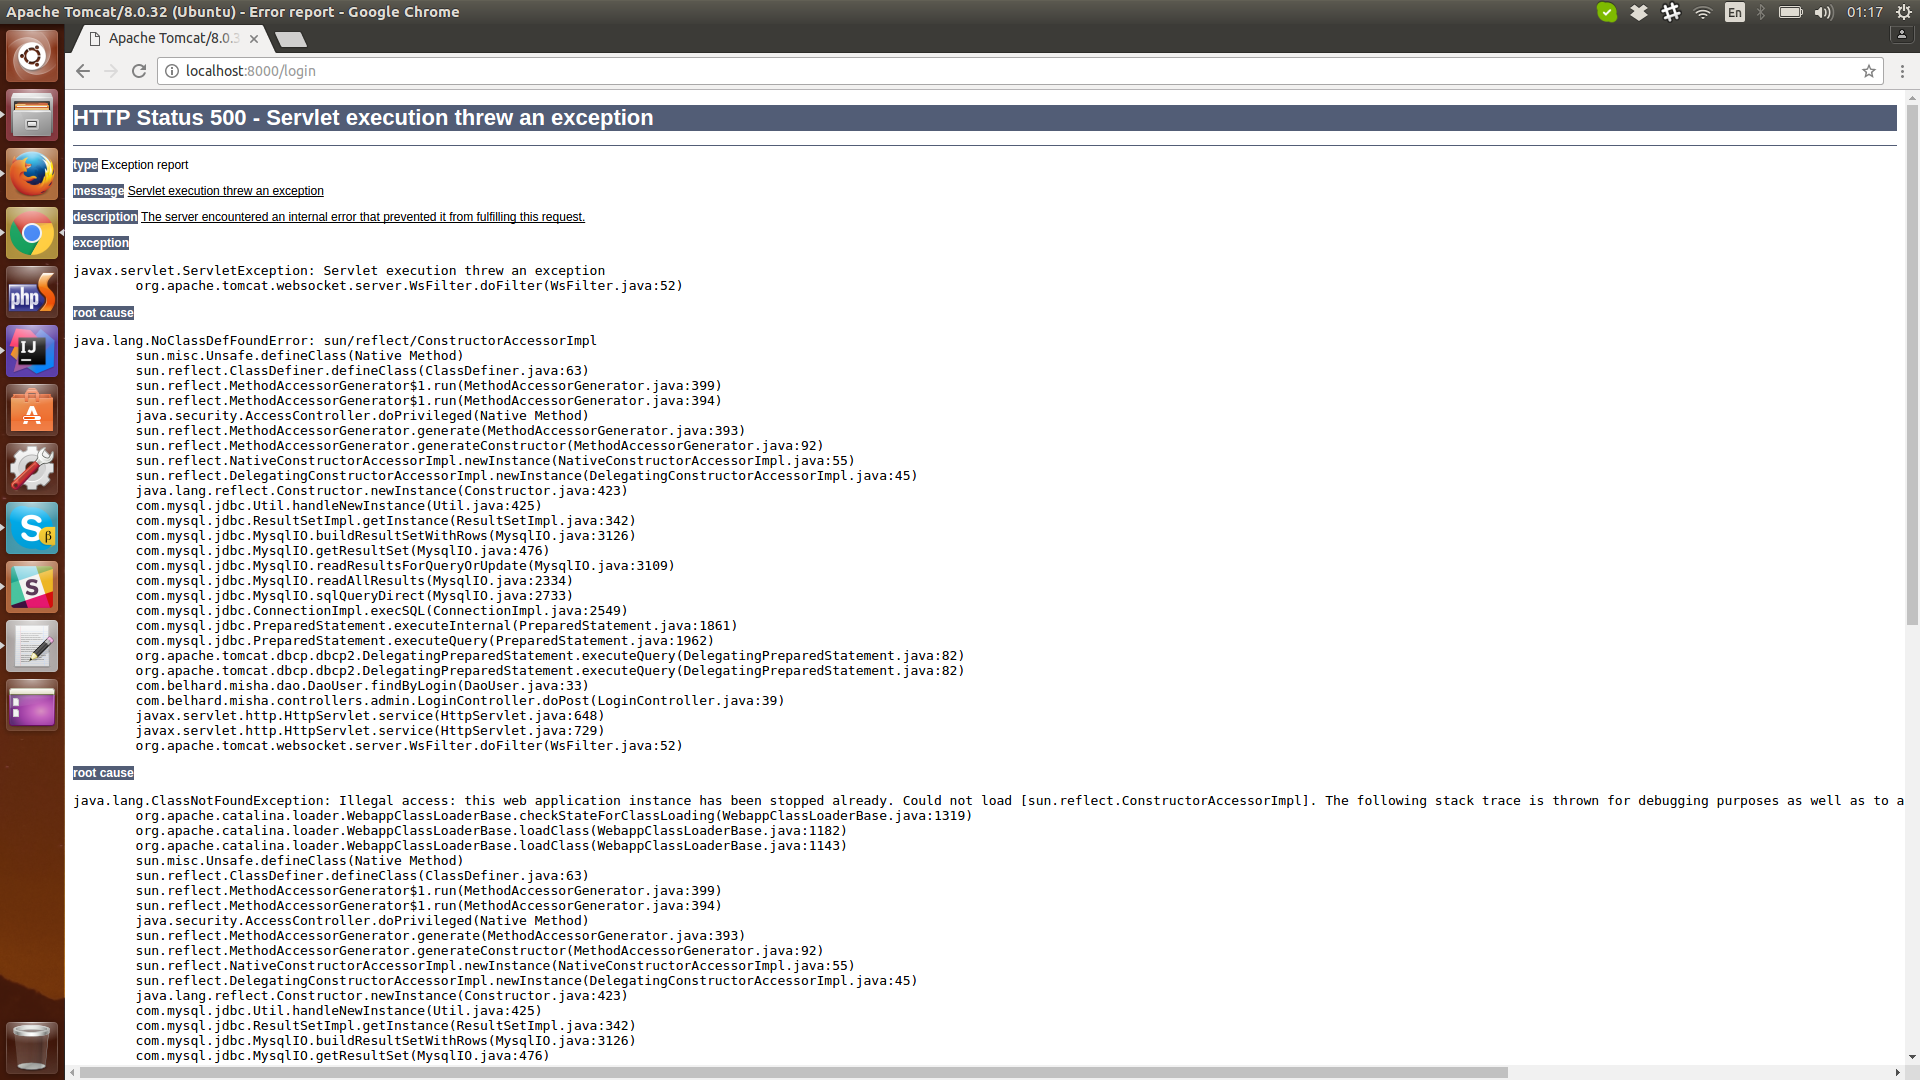 Apache Tomcat/8.0.32 (Ubuntu) - Error report - Google Chrome
En
01:17
Apache Tomcat/8.0.3
localhost:8000/login
HTTP Status 500 - Servlet execution threw an exception
type Exception report
message Servlet execution threw an exception
description The server encountered an internal error that prevented it from fulfilling this request.
exception
javax.servlet.ServletException: Servlet execution threw an exception
org.apache.tomcat.websocket.server.WsFilter.doFilter(WsFilter.java:52)
root cause
java.lang.NoClassDefFoundError: sun/reflect/ConstructorAccessorImpl
sun.misc.Unsafe.defineClass(Native Method)
sun.reflect.ClassDefiner.defineClass(ClassDefiner.java:63)
sun.reflect.MethodAccessorGenerator$1.run(MethodAccessorGenerator.java:399)
sun.reflect.MethodAccessorGenerator$1.run(MethodAccessorGenerator.java:394)
java.security.AccessController.doPrivileged(Native Method)
sun.reflect.MethodAccessorGenerator.generate(MethodAccessorGenerator.java:393)
sun.reflect.MethodAccessorGenerator.generateConstructor(MethodAccessorGenerator.java:92)
sun.reflect.NativeConstructorAccessorImpl.newInstance(NativeConstructorAccessorImpl.java:55)
sun.reflect.DelegatingConstructorAccessorImpl.newInstance(DelegatingConstructorAccessorImpl.java:45)
java.lang.reflect.Constructor.newInstance(Constructor.java:423)
com.mysql.jdbc.Util.handleNewInstance(Util.java:425)
com.mysql.jdbc.ResultSetImpl.getInstance(ResultSetImpl.java:342)
com.mysql.jdbc.MysqlIO.buildResultSetWithRows(MysqlIO.java:3126)
com.mysql.jdbc.MysqlIO.getResultSet(MysqlIO.java:476)
com.mysql.jdbc.MysqlIO.readResultsForQueryOrUpdate(MysqlIO.java:3109)
com.mysql.jdbc.MysqlIO.readAllResults(MysqlIO.java:2334)
com.mysql.jdbc.MysqlIO.sqlQueryDirect(MysqlIO.java:2733)
com.mysql.jdbc.ConnectionImpl.execSQL(ConnectionImpl.java:2549)
com.mysql.jdbc.PreparedStatement.executeInternal(PreparedStatement.java:1861)
com.mysql.jdbc.PreparedStatement.executeQuery(PreparedStatement.java:1962)
org.apache.tomcat.dbcp.dbcp2.DelegatingPreparedStatement.executeQuery(DelegatingPreparedStatement.java:82)
org.apache.tomcat.dbcp.dbcp2.DelegatingPreparedStatement.executeQuery(DelegatingPreparedStatement.java:82)
com.belhard.misha.dao.DaoUser.findByLogin(DaoUser.java:33)
com.belhard.misha.controllers.admin.LoginController.doPost(LoginController.java:39)
javax.servlet.http.HttpServlet.service(HttpServlet.java:648)
javax.servlet.http.HttpServlet.service(HttpServlet.java:729)
org.apache.tomcat.websocket.server.WsFilter.doFilter(WsFilter.java:52)
root cause
java.lang.ClassNotFoundException: Illegal access: this web application instance has been stopped already. Could not load [sun.reflect.ConstructorAccessorImpl]. The following stack trace is thrown for debugging purposes as well as to a
org.apache.catalina.loader.WebappClassLoaderBase.checkStateForClassLoading(WebappClassLoaderBase.java:1319)
org.apache.catalina.loader.WebappClassLoaderBase.loadClass(WebappClassLoaderBase.java:1182)
org.apache.catalina.loader.WebappClassLoaderBase.loadClass(WebappClassLoaderBase.java:1143)
sun.misc.Unsafe.defineClass(Native Method)
sun.reflect.ClassDefiner.defineClass(ClassDefiner.java:63)
sun.reflect.MethodAccessorGenerator$1.run(MethodAccessorGenerator.java:399)
sun.reflect.MethodAccessorGenerator$1.run(MethodAccessorGenerator.java:394)
java.security.AccessController.doPrivileged(Native Method)
sun.reflect.MethodAccessorGenerator.generate(MethodAccessorGenerator.java:393)
sun.reflect.MethodAccessorGenerator.generateConstructor(MethodAccessorGenerator.java:92)
sun.reflect.NativeConstructorAccessorImpl.newInstance(NativeConstructorAccessorImpl.java:55)
sun.reflect.DelegatingConstructorAccessorImpl.newInstance(DelegatingConstructorAccessorImpl.java:45)
java.lang.reflect.Constructor.newInstance(Constructor.java:423)
com.mysql.jdbc.Util.handleNewInstance(Util.java:425)
com.mysql.jdbc.ResultSetImpl.getInstance(ResultSetImpl.java:342)
com.mysql.jdbc.MysqlIO.buildResultSetWithRows(MysqlIO.java:3126)
com.mysql.jdbc.MysqlIO.getResultSet(MysqlIO.java:476)
php S
IJ
A
S β
S